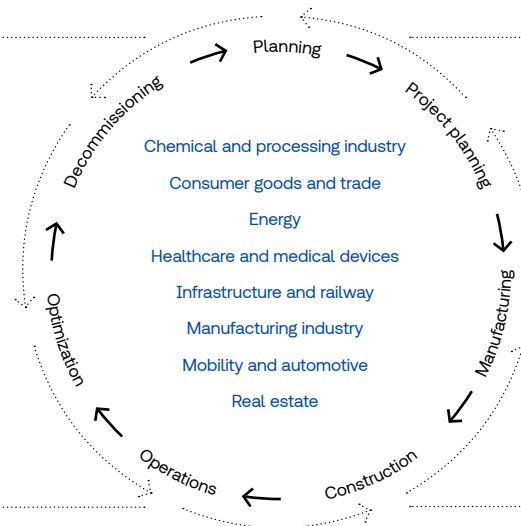 Planning
Project planning
Manufacturing
Construction
Operations
Optimization
Decommissioning
Chemical and processing industry
Consumer goods and trade
Energy
Healthcare and medical devices
Infrastructure and railway
Manufacturing industry
Mobility and automotive
Real estate